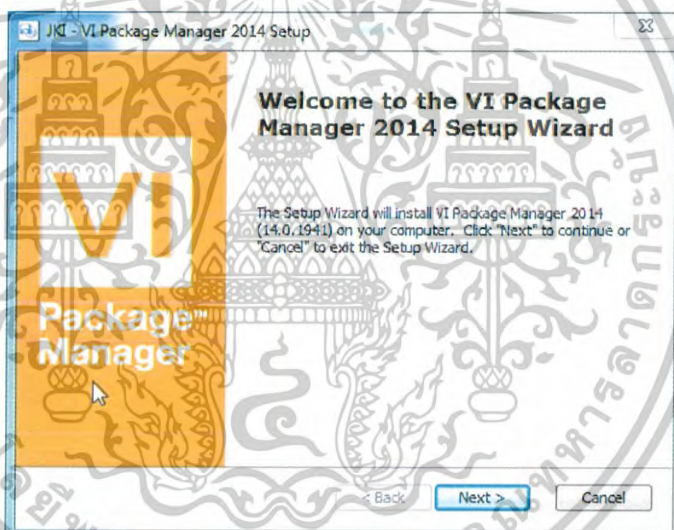 JKI - VI Package Manager 2014 Setup
Welcome to the VI Package
Manager 2014 Setup Wizard
The Setup Wizard will install VI Package Manager 2014
(14.0.1941) on your computer. Click "Next" to continue or
"Cancel" to exit the Setup Wizard.
VI
Package™
Manager
< Back
Next >
Cancel